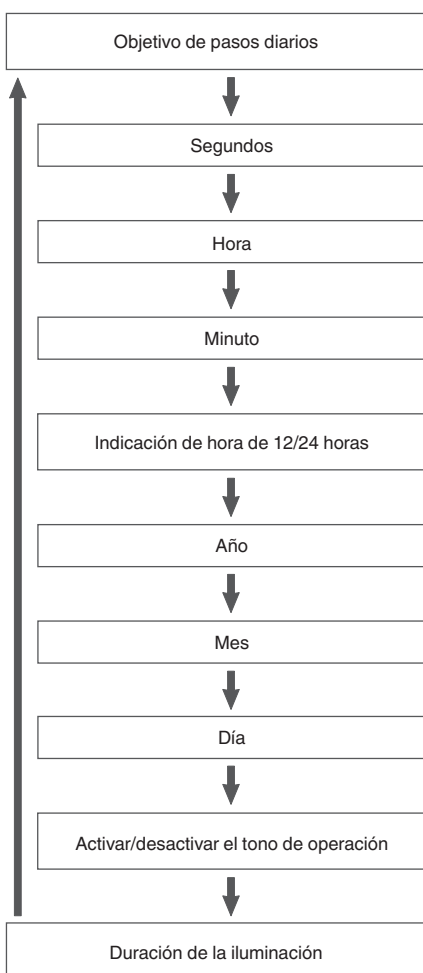 Objetivo de pasos diarios
Segundos
Hora
Minuto
Indicación de hora de 12/24 horas
Año
Mes
Día
Activar/desactivar el tono de operación
Duración de la iluminación